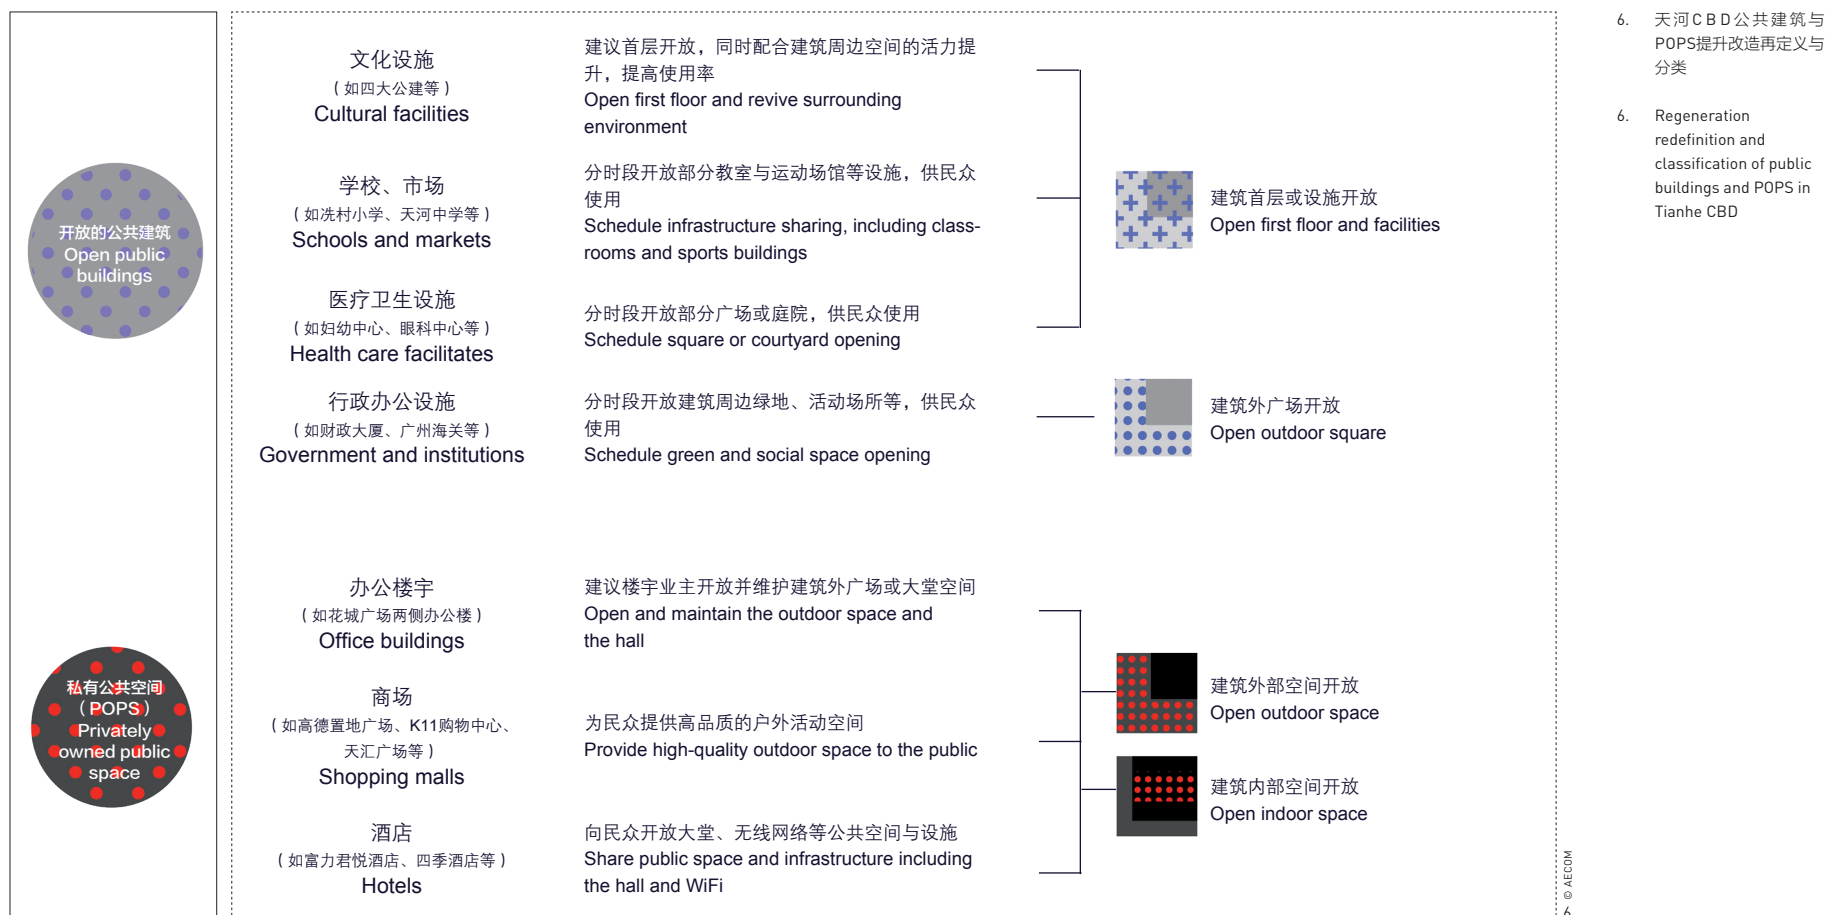 开放的公共建筑
Open public
buildings
文化设施
（如四大公建等）
Cultural facilities
建议首层开放，同时配合建筑周边空间的活力提
升，提高使用率
Open first floor and revive surrounding
environment
学校、市场
（如冼村小学、天河中学等）
Schools and markets
分时段开放部分教室与运动场馆等设施，供民众
使用
Schedule infrastructure sharing, including class-
rooms and sports buildings
医疗卫生设施
（如妇幼中心、眼科中心等）
Health care facilitates
分时段开放部分广场或庭院，供民众使用
Schedule square or courtyard opening
建筑首层或设施开放
Open first floor and facilities
行政办公设施
（如财政大厦、广州海关等）
Government and institutions
分时段开放建筑周边绿地、活动场所等，供民众
使用
Schedule green and social space opening
建筑外广场开放
Open outdoor square
私有公共空间
（POPS）
Privately
owned public
space
办公楼宇
（如花城广场两侧办公楼）
Office buildings
建议楼宇业主开放并维护建筑外广场或大堂空间
Open and maintain the outdoor space and
the hall
商场
（如高德置地广场、K11购物中心、
天汇广场等）
Shopping malls
为民众提供高品质的户外活动空间
Provide high-quality outdoor space to the public
酒店
（如富力君悦酒店、四季酒店等）
Hotels
向民众开放大堂、无线网络等公共空间与设施
Share public space and infrastructure including
the hall and WiFi
建筑外部空间开放
Open outdoor space
建筑内部空间开放
Open indoor space
6 © AECOM
6. 天河CBD公共建筑与
POPS提升改造再定义与
分类
6. Regeneration
redefinition and
classification of public
buildings and POPS in
Tianhe CBD